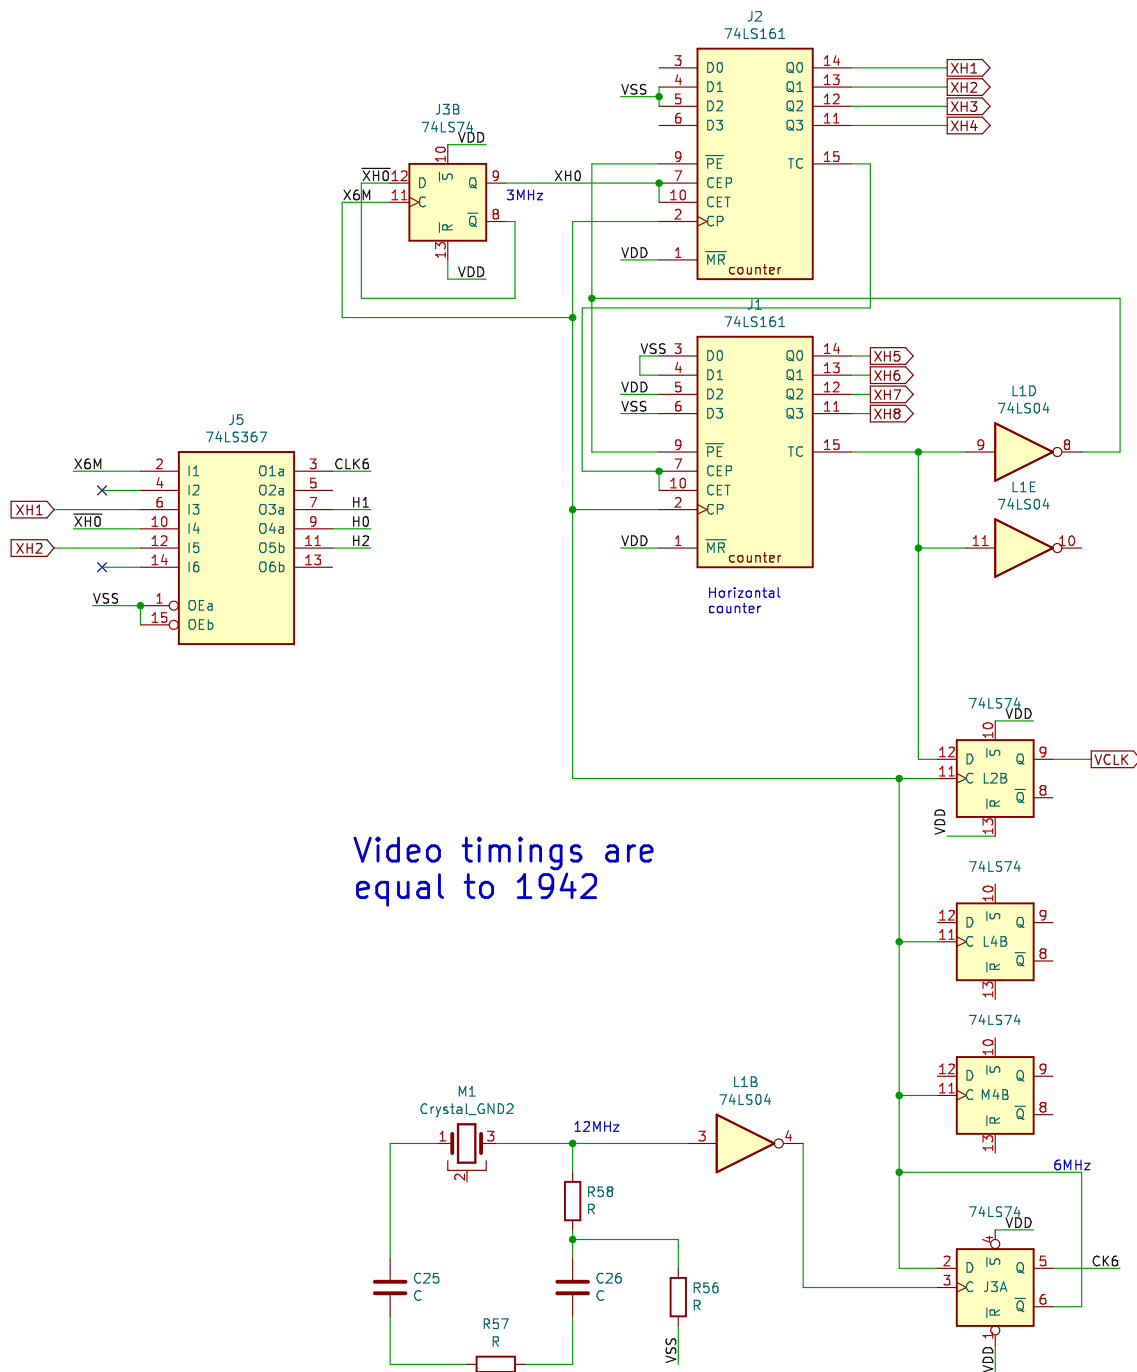 J2
74LS161
3 D0 Q0 14 XH1
4 D1 Q1 13 XH2
VSS
5 D2 Q2 12 XH3
6 D3 Q3 11 XH4
9 PE TC 15
7 CEP
10 CET
2 CP
VDD 1 MR
counter
J3B
74LS74
VDD
10
XH0 12 D S Q 9 XH0
X6M 11 C 3MHz
R Q 8
13
VDD
J1
74LS161
VSS 3 D0 Q0 14 XH5
4 D1 Q1 13 XH6
VDD 5 D2 Q2 12 XH7
VSS 6 D3 Q3 11 XH8
9 PE TC 15
7 CEP
10 CET
2 CP
VDD 1 MR
counter
Horizontal
counter
L1D
74LS04
9 8
L1E
74LS04
11 10
J5
74LS367
X6M 2 I1 O1a 3 CLK6
4 I2 O2a 5
XH1 6 I3 O3a 7 H1
XH0 10 I4 O4a 9 H0
XH2 12 I5 O5b 11 H2
14 I6 O6b 13
VSS 1 OEa
15 OEb
74LS74
VDD
10
12 D S Q 9 VCLK
11 C L2B
R Q 8
VDD 13
Video timings are
equal to 1942
74LS74
10
12 D S Q 9
11 C L4B
R Q 8
13
74LS74
10
12 D S Q 9
11 C M4B
R Q 8
13
M1
Crystal_GND2
1 3
2
12MHz
L1B
74LS04
3 4
R58
R
C25
C
C26
C
R56
R
VSS
R57
R
6MHz
74LS74
VDD
4
2 D S Q 5 CK6
3 C J3A
R Q 6
VDD 1